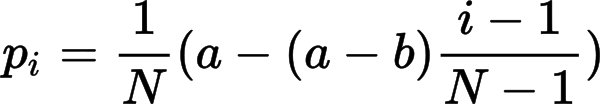 p_i = \frac{1}{N}(a - (a - b)\frac{i - 1}{N - 1})